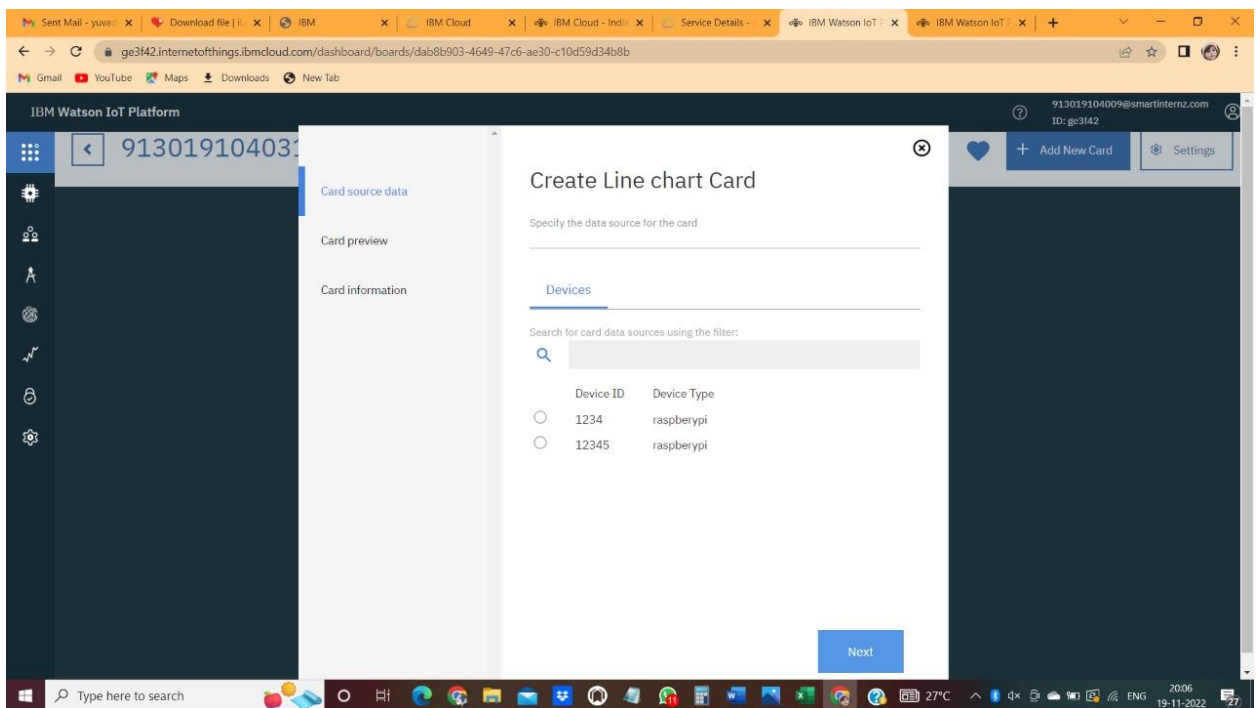 Sent Mail - yuvac
Download file | iL
IBM
IBM Cloud
IBM Cloud - India
Service Details -
IBM Watson IoT P
IBM Watson IoT P
ge3f42.internetofthings.ibmcloud.com/dashboard/boards/dab8b903-4649-47c6-ae30-c10d59d34b8b
Gmail YouTube Maps Downloads New Tab
IBM Watson IoT Platform
913019104009@smartinternz.com
ID: ge3f42
913019104031
Add New Card
Settings
Card source data
Card preview
Card information
Create Line chart Card
Specify the data source for the card
Devices
Search for card data sources using the filter:
Device ID Device Type
1234 raspberypi
12345 raspberypi
Next
Type here to search
27°C
ENG
20:06
19-11-2022
27